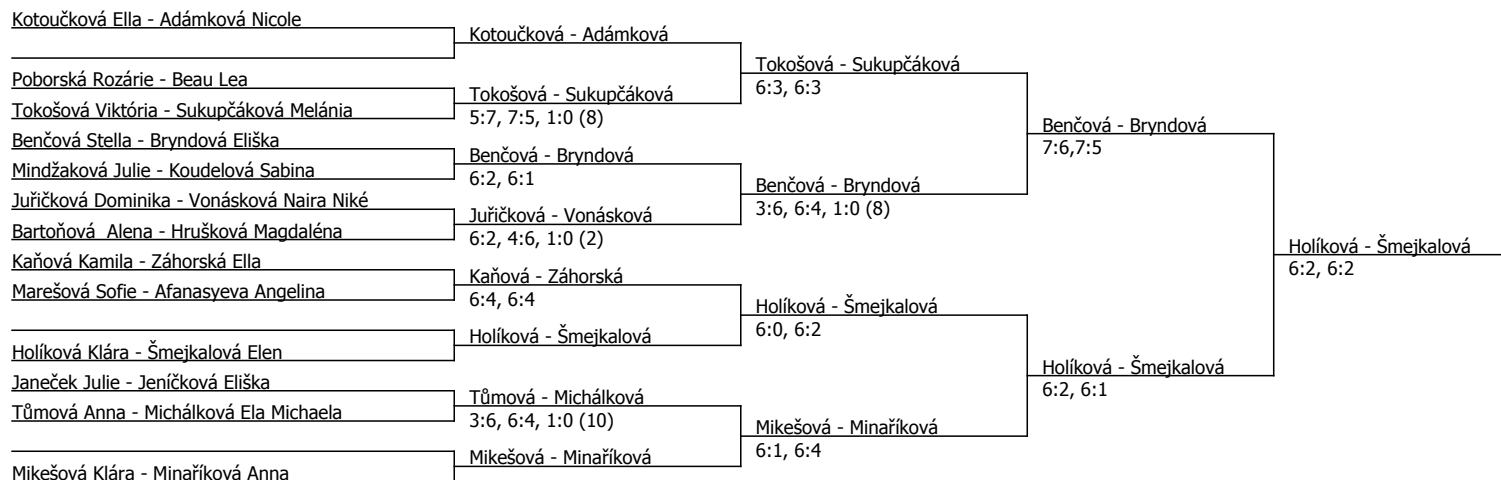 Kotoučková Ella - Adámková Nicole
Poborská Rozárie - Beau Lea
Tokošová Viktória - Sukupčáková Melánia
Benčová Stella - Bryndová Eliška
Mindžaková Julie - Koudelová Sabina
Juřičková Dominika - Vonásková Naira Niké
Bartoňová  Alena - Hrušková Magdaléna
Kaňová Kamila - Záhorská Ella
Marešová Sofie - Afanasyeva Angelina
Holíková Klára - Šmejkalová Elen
Janeček Julie - Jeníčková Eliška
Tůmová Anna - Michálková Ela Michaela
Mikešová Klára - Minaříková Anna
Kotoučková - Adámková
Tokošová - Sukupčáková
5:7, 7:5, 1:0 (8)
Benčová - Bryndová
6:2, 6:1
Juřičková - Vonásková
6:2, 4:6, 1:0 (2)
Kaňová - Záhorská
6:4, 6:4
Holíková - Šmejkalová
Tůmová - Michálková
3:6, 6:4, 1:0 (10)
Mikešová - Minaříková
Tokošová - Sukupčáková
6:3, 6:3
Benčová - Bryndová
3:6, 6:4, 1:0 (8)
Holíková - Šmejkalová
6:0, 6:2
Mikešová - Minaříková
6:1, 6:4
Benčová - Bryndová
7:6,7:5
Holíková - Šmejkalová
6:2, 6:1
Holíková - Šmejkalová
6:2, 6:2